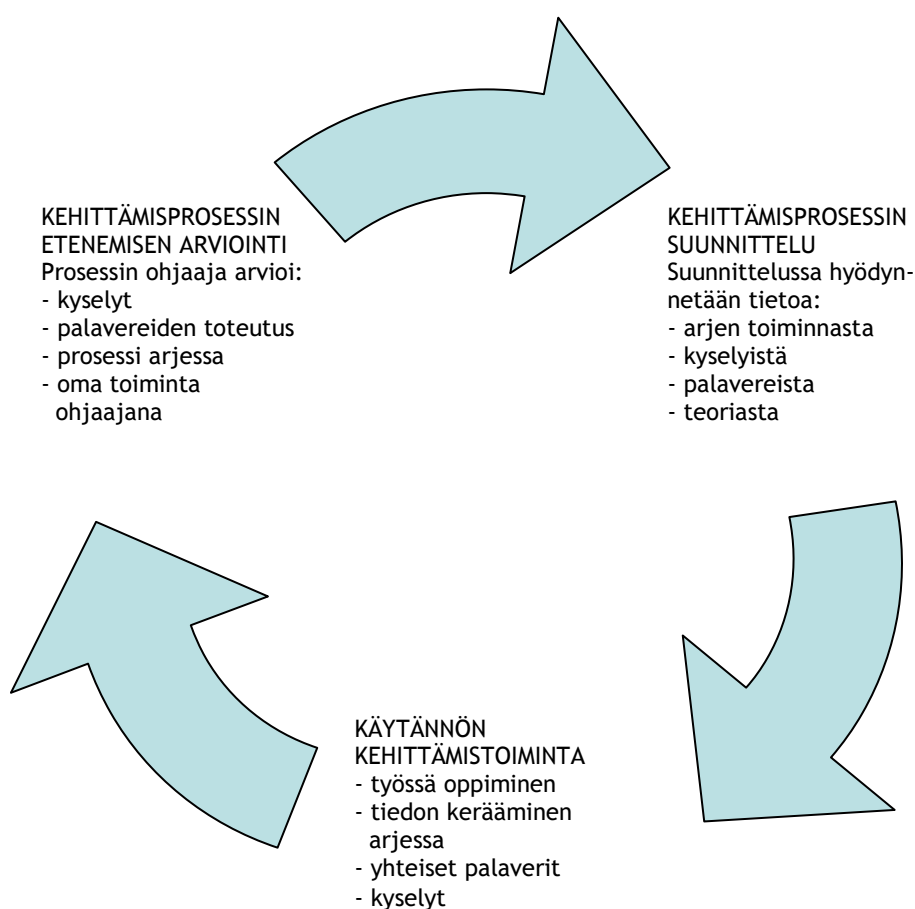 KEHITTÄMISPROSESSIN
ETENEMISEN ARVIOINTI
Prosessin ohjaaja arvioi:
- kyselyt
- palavereiden toteutus
- prosessi arjessa
- oma toiminta
ohjaajana
KEHITTÄMISPROSESSIN
SUUNNITTELU
Suunnittelussa hyödyn-
netään tietoa:
- arjen toiminnasta
- kyselyistä
- palavereista
- teoriasta
KÄYTÄNNÖN
KEHITTÄMISTOIMINTA
- työssä oppiminen
- tiedon kerääminen
arjessa
- yhteiset palaverit
- kyselyt